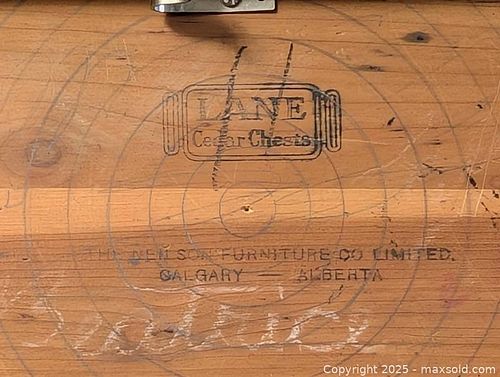 LANE
Cedar Chests
FURNITURE CO LIMITED.
CALGARY — ALBERTA
Copyright © 2025 - maxsold.com